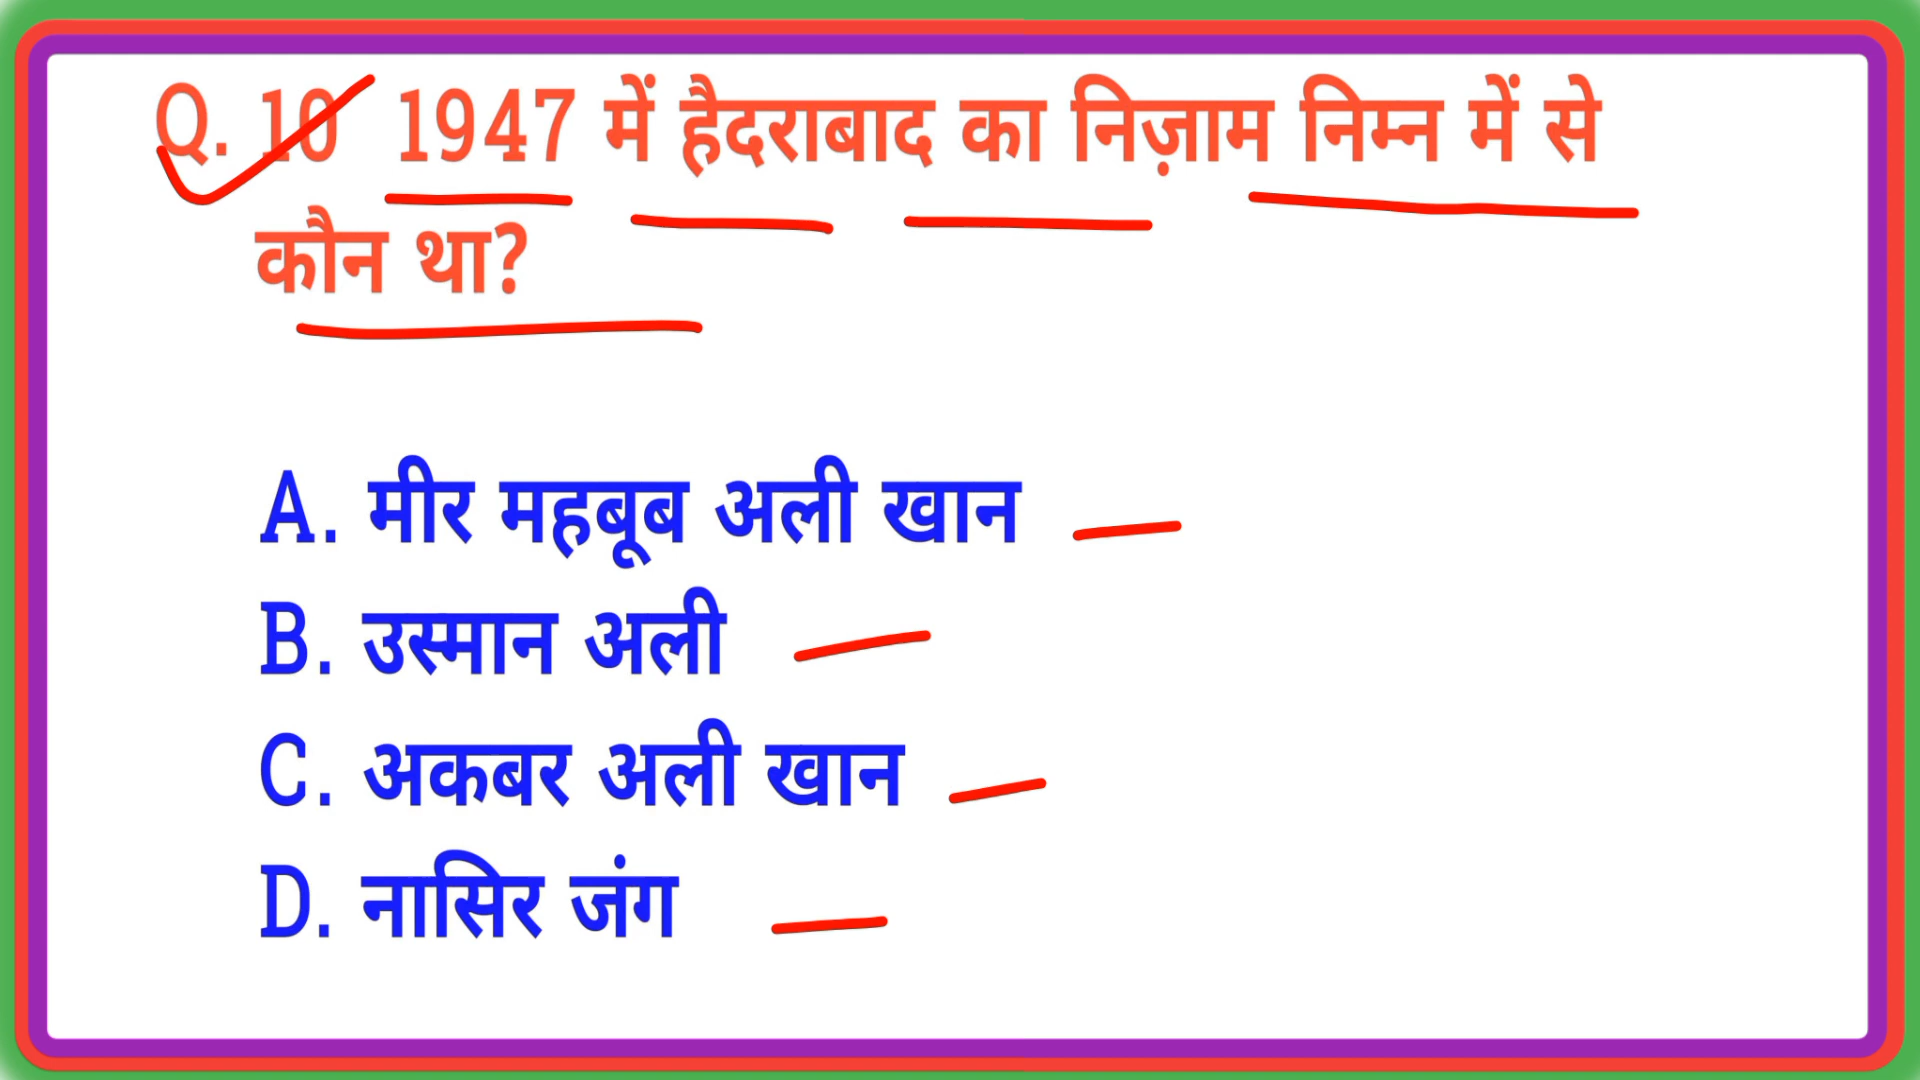 Q. 10 1947 में हैदराबाद का निज़ाम निम्न में से
कौन था?
A. मीर महबूब अली खान
B. उस्मान अली
C. अकबर अली खान
D. नासिर जंग